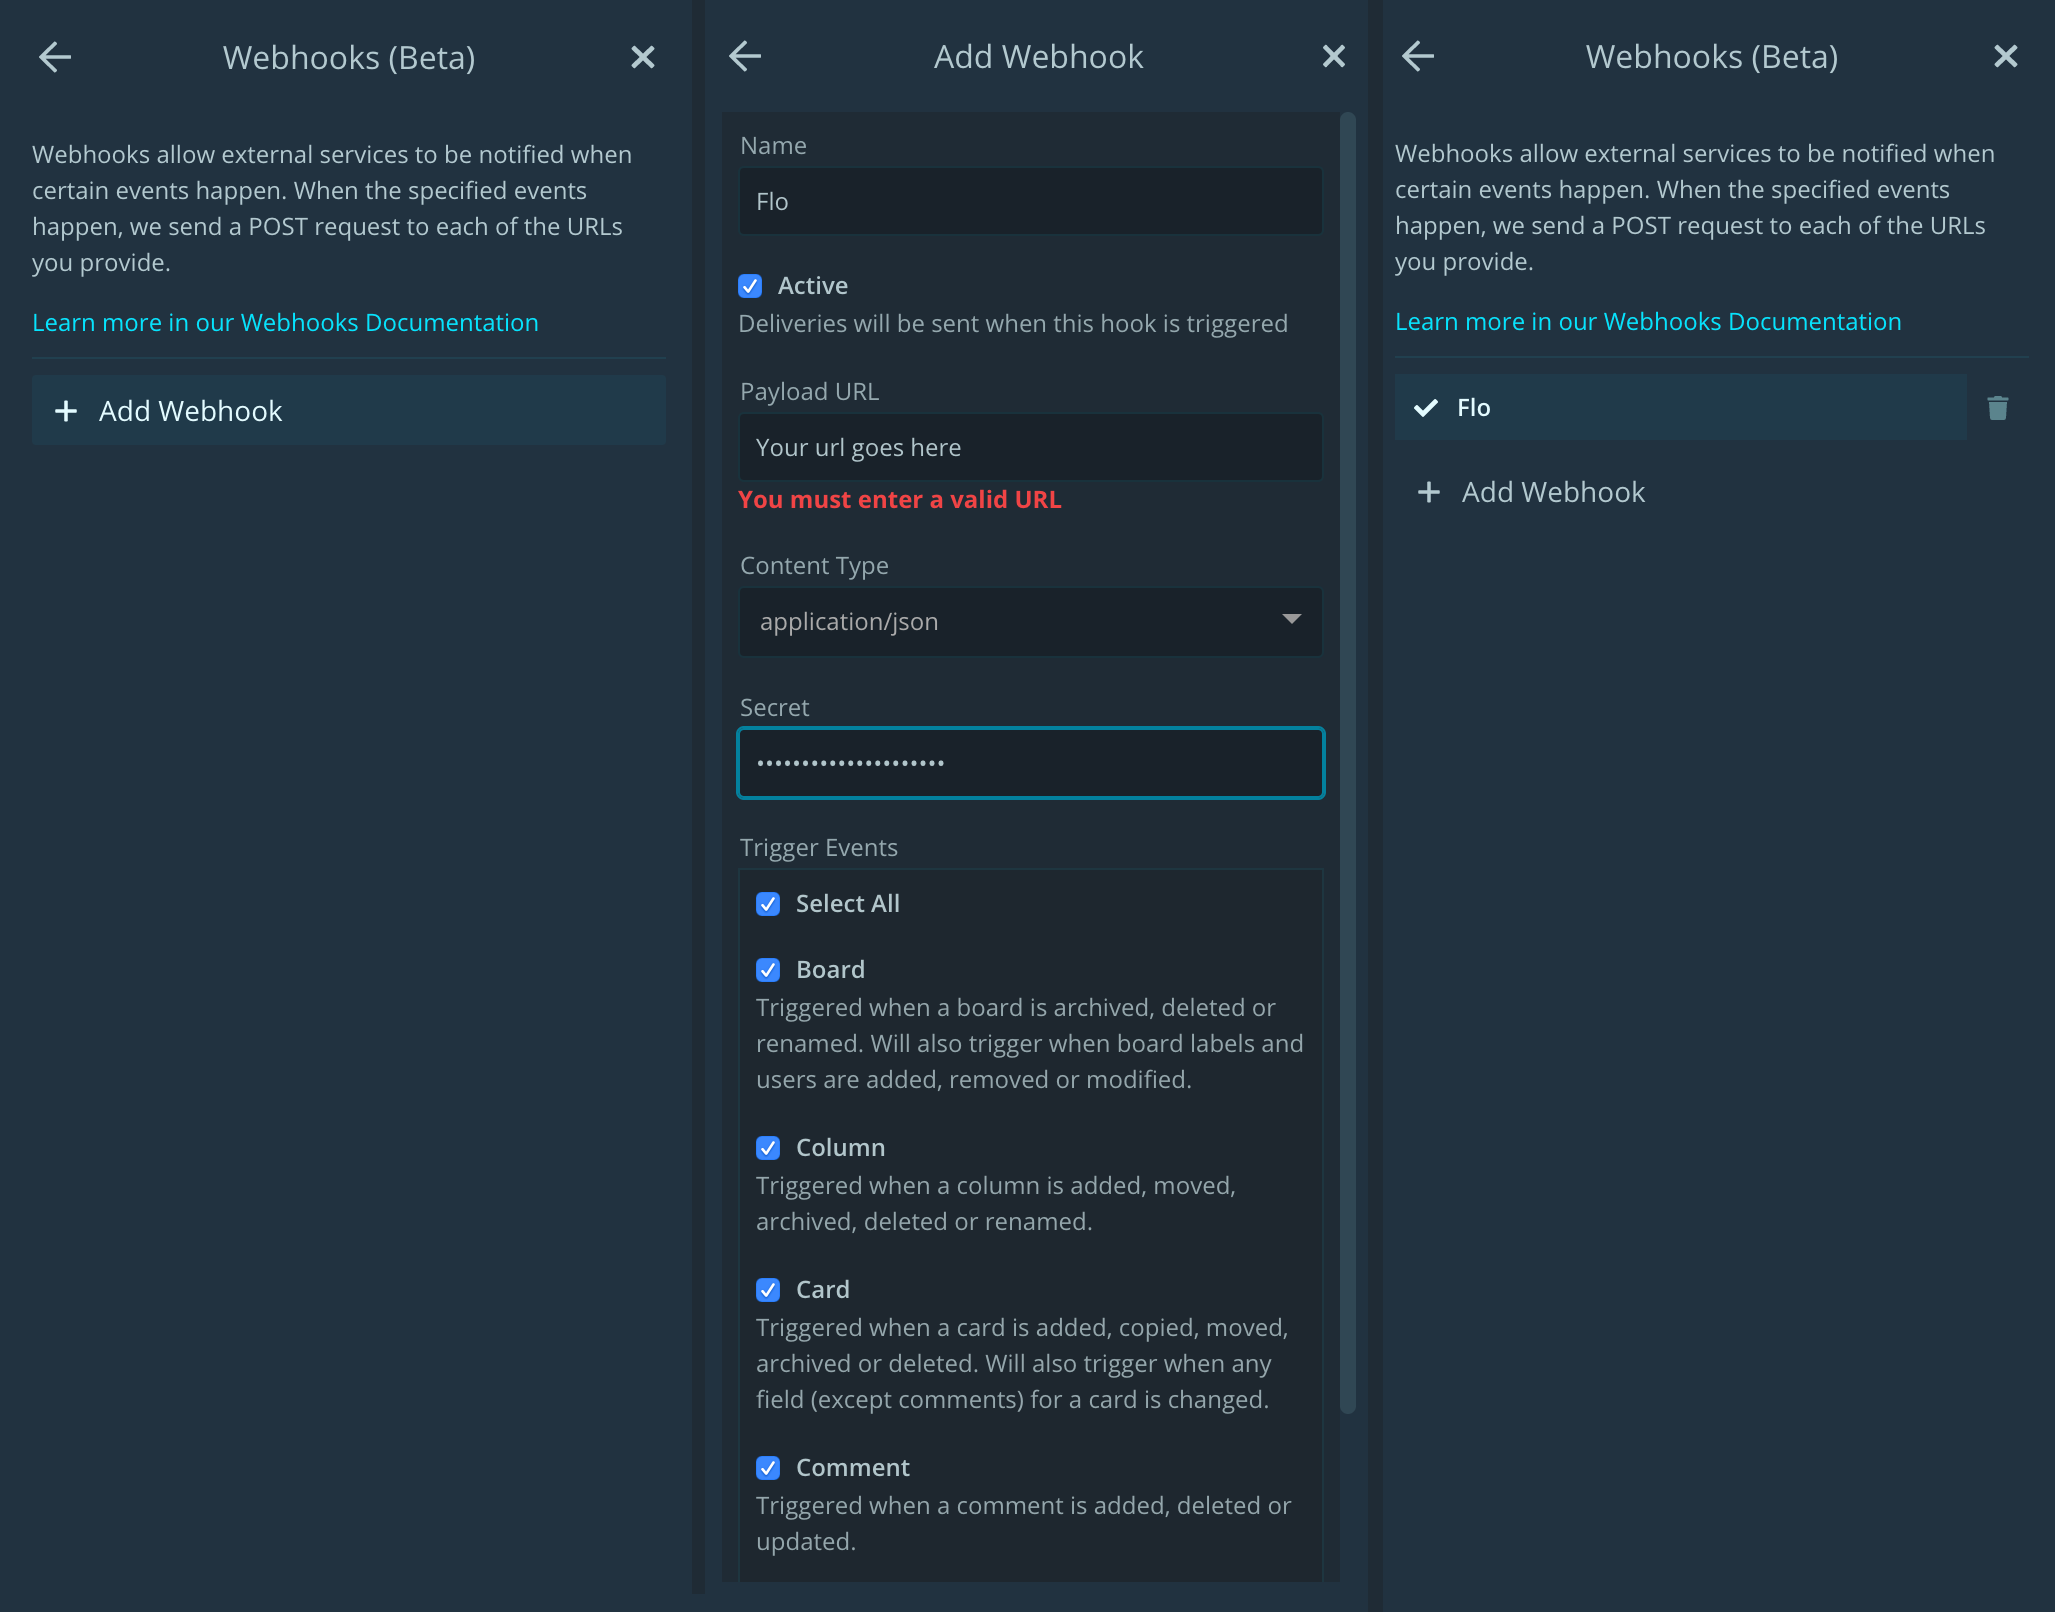 Webhooks (Beta)
Webhooks allow external services to be notified when
certain events happen. When the specified events
happen, we send a POST request to each of the URLs
you provide.
Learn more in our Webhooks Documentation
Add Webhook
Add Webhook
Name
Flo
Active
Deliveries will be sent when this hook is triggered
Payload URL
Your url goes here
You must enter a valid URL
Content Type
application/json
Secret
•••••••••••••••••••••
Trigger Events
Select All
Board
Triggered when a board is archived, deleted or
renamed. Will also trigger when board labels and
users are added, removed or modified.
Column
Triggered when a column is added, moved,
archived, deleted or renamed.
Card
Triggered when a card is added, copied, moved,
archived or deleted. Will also trigger when any
field (except comments) for a card is changed.
Comment
Triggered when a comment is added, deleted or
updated.
Webhooks (Beta)
Webhooks allow external services to be notified when
certain events happen. When the specified events
happen, we send a POST request to each of the URLs
you provide.
Learn more in our Webhooks Documentation
Flo
Add Webhook